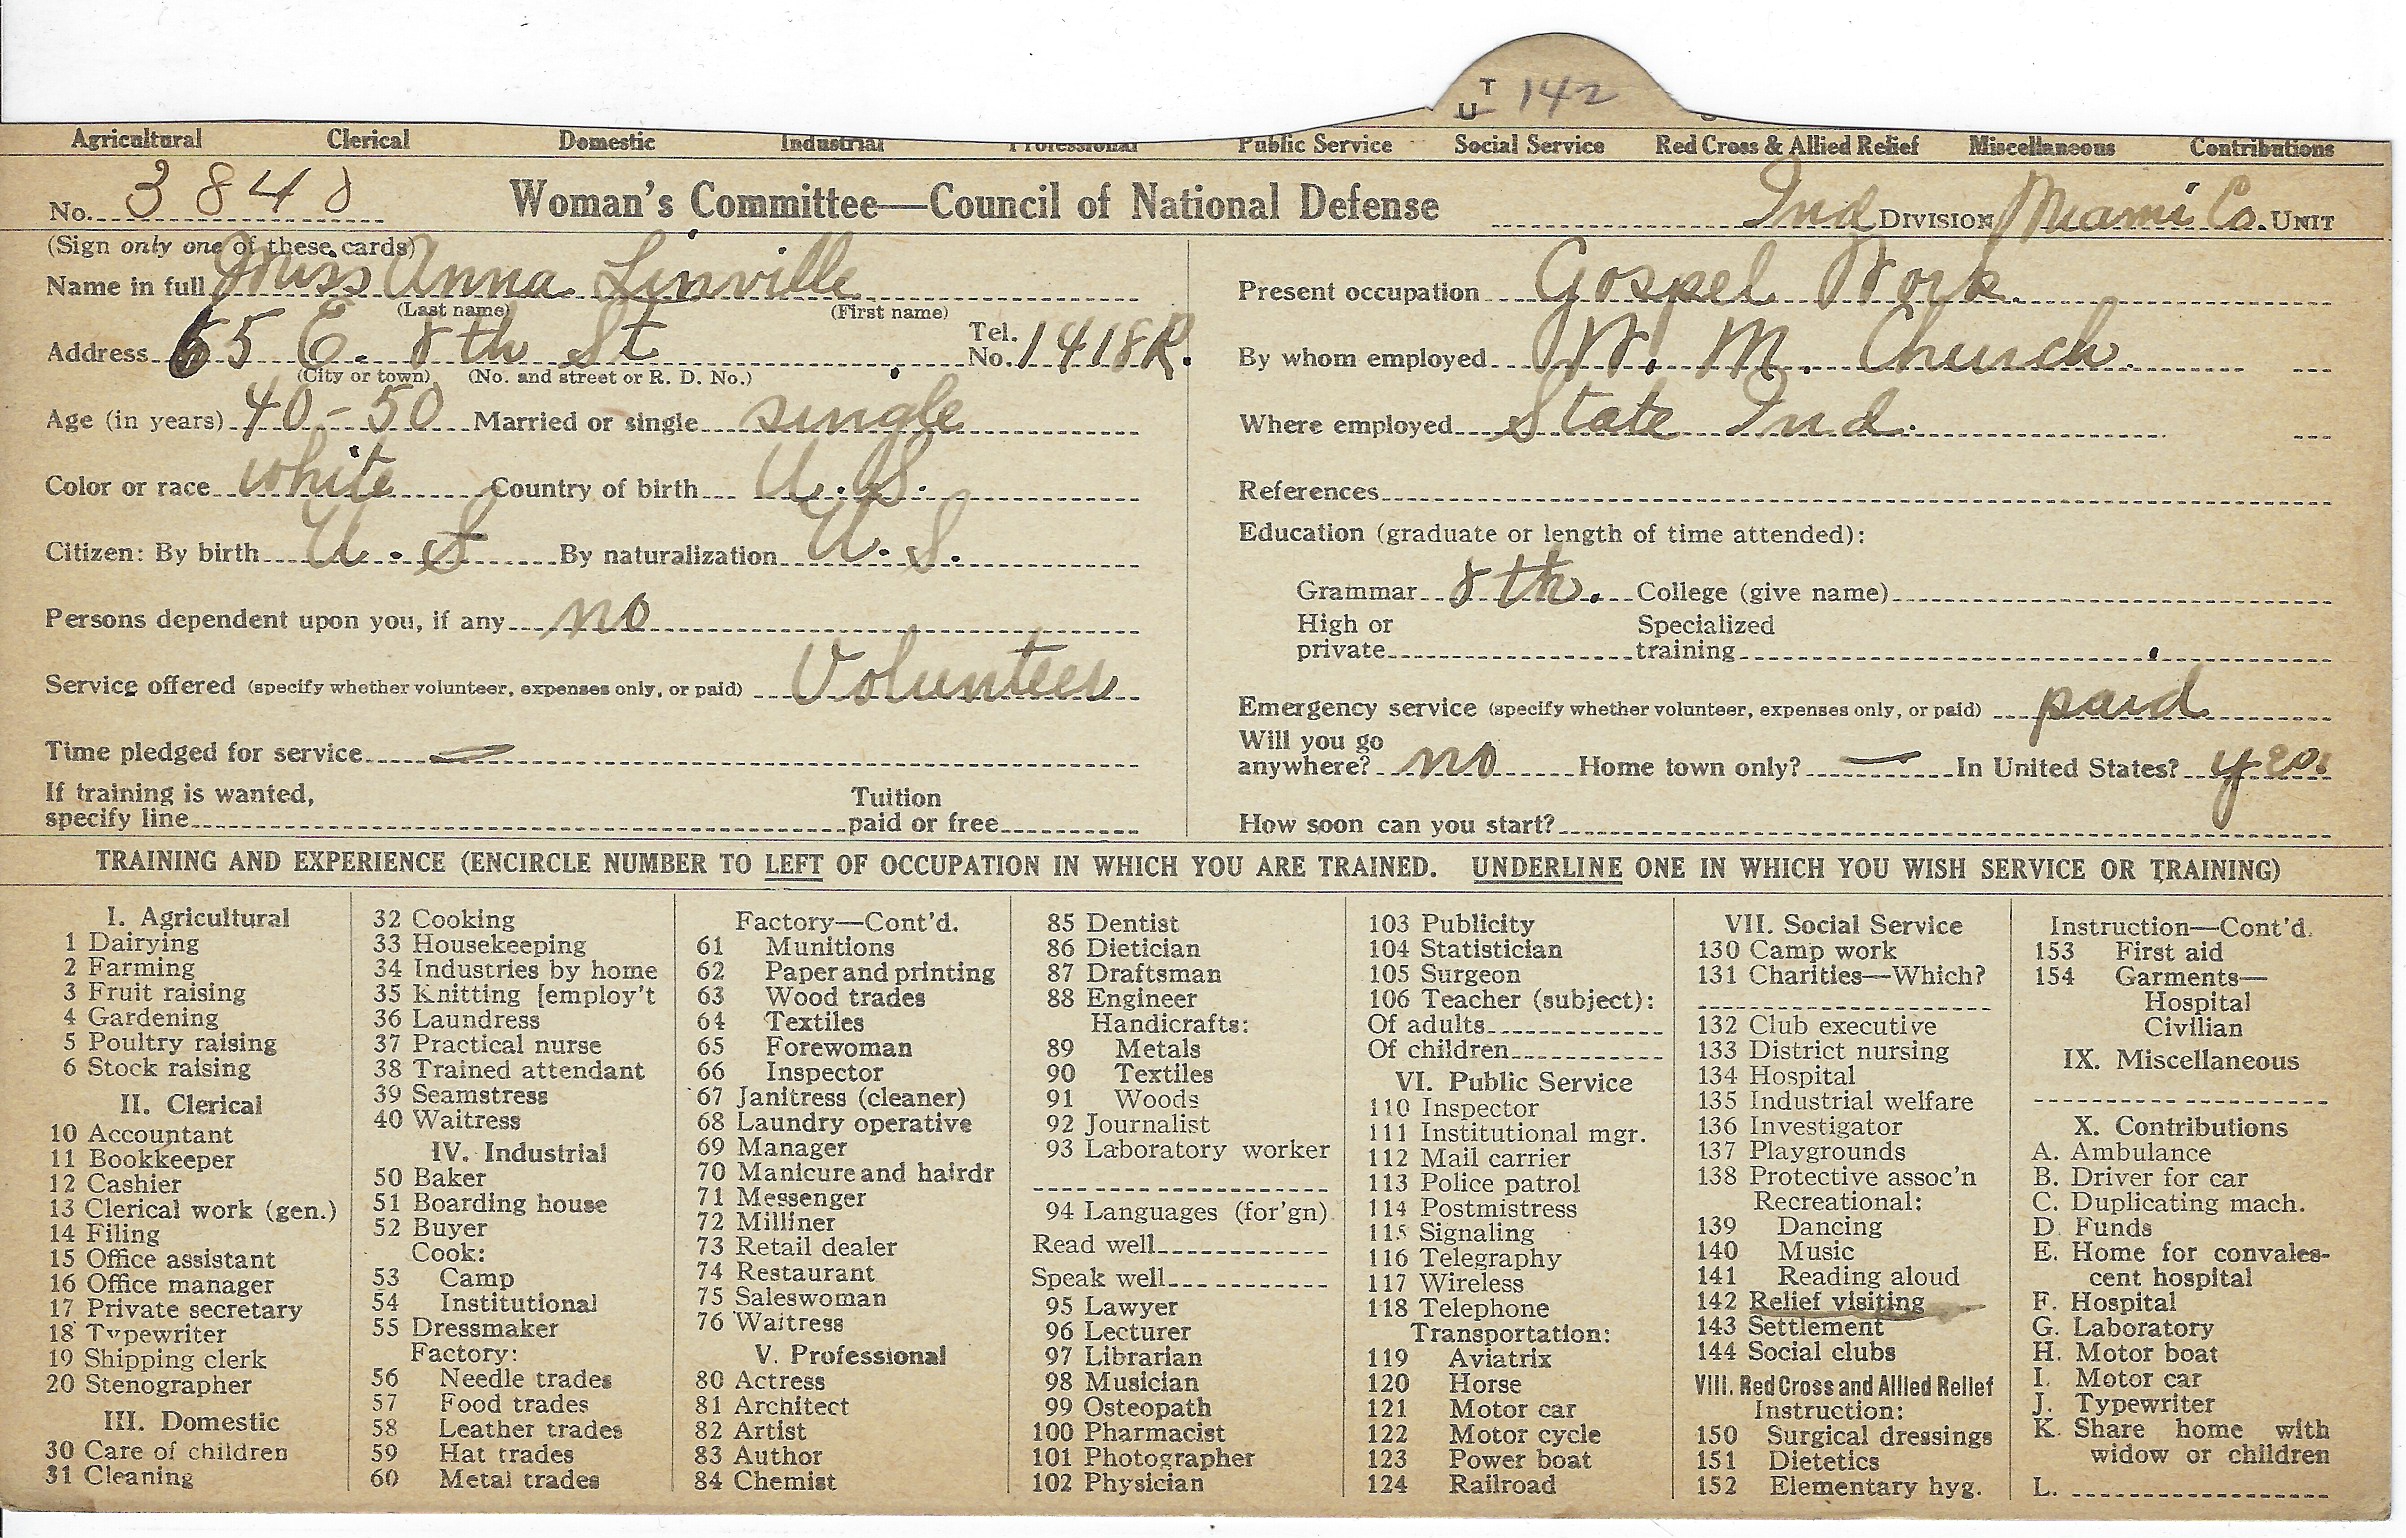 T
U 142
Agricultural Clerical Domestic Industrial Professional Public Service Social Service Red Cross & Allied Relief Miscellaneous Contributions
No. 3840 Woman's Committee—Council of National Defense Ind DIVISION Miami Co. UNIT
(Sign only one of these cards)
Name in full Miss Anna Linville
(Last name) (First name)
Address 65 E. 8th St Tel. No. 1418R.
(City or town) (No. and street or R. D. No.)
Age (in years) 40-50 Married or single single
Color or race white Country of birth U.S.
Citizen: By birth U.S By naturalization U.S.
Persons dependent upon you, if any no
Service offered (specify whether volunteer, expenses only, or paid) Volunteer
Time pledged for service —
If training is wanted, specify line Tuition paid or free
Present occupation Gospel Work
By whom employed W. M. Church
Where employed State Ind.
References
Education (graduate or length of time attended):
Grammar 8th. College (give name)
High or private Specialized training
Emergency service (specify whether volunteer, expenses only, or paid) paid
Will you go anywhere? no Home town only? — In United States? yes
How soon can you start?
TRAINING AND EXPERIENCE (ENCIRCLE NUMBER TO LEFT OF OCCUPATION IN WHICH YOU ARE TRAINED. UNDERLINE ONE IN WHICH YOU WISH SERVICE OR TRAINING)
I. Agricultural
1 Dairying
2 Farming
3 Fruit raising
4 Gardening
5 Poultry raising
6 Stock raising
II. Clerical
10 Accountant
11 Bookkeeper
12 Cashier
13 Clerical work (gen.)
14 Filing
15 Office assistant
16 Office manager
17 Private secretary
18 Typewriter
19 Shipping clerk
20 Stenographer
III. Domestic
30 Care of children
31 Cleaning
32 Cooking
33 Housekeeping
34 Industries by home
35 Knitting [employ't
36 Laundress
37 Practical nurse
38 Trained attendant
39 Seamstress
40 Waitress
IV. Industrial
50 Baker
51 Boarding house
52 Buyer
Cook:
53 Camp
54 Institutional
55 Dressmaker
Factory:
56 Needle trades
57 Food trades
58 Leather trades
59 Hat trades
60 Metal trades
Factory—Cont'd.
61 Munitions
62 Paper and printing
63 Wood trades
64 Textiles
65 Forewoman
66 Inspector
67 Janitress (cleaner)
68 Laundry operative
69 Manager
70 Manicure and hairdr
71 Messenger
72 Milliner
73 Retail dealer
74 Restaurant
75 Saleswoman
76 Waitress
V. Professional
80 Actress
81 Architect
82 Artist
83 Author
84 Chemist
85 Dentist
86 Dietician
87 Draftsman
88 Engineer
Handicrafts:
89 Metals
90 Textiles
91 Woods
92 Journalist
93 Laboratory worker
94 Languages (for'gn)
Read well
Speak well
95 Lawyer
96 Lecturer
97 Librarian
98 Musician
99 Osteopath
100 Pharmacist
101 Photographer
102 Physician
103 Publicity
104 Statistician
105 Surgeon
106 Teacher (subject):
Of adults
Of children
VI. Public Service
110 Inspector
111 Institutional mgr.
112 Mail carrier
113 Police patrol
114 Postmistress
115 Signaling
116 Telegraphy
117 Wireless
118 Telephone
Transportation:
119 Aviatrix
120 Horse
121 Motor car
122 Motor cycle
123 Power boat
124 Railroad
VII. Social Service
130 Camp work
131 Charities—Which?
132 Club executive
133 District nursing
134 Hospital
135 Industrial welfare
136 Investigator
137 Playgrounds
138 Protective assoc'n
Recreational:
139 Dancing
140 Music
141 Reading aloud
142 Relief visiting
143 Settlement
144 Social clubs
VIII. Red Cross and Allied Relief
Instruction:
150 Surgical dressings
151 Dietetics
152 Elementary hyg.
Instruction—Cont'd.
153 First aid
154 Garments—
Hospital
Civilian
IX. Miscellaneous
X. Contributions
A. Ambulance
B. Driver for car
C. Duplicating mach.
D. Funds
E. Home for convales-
cent hospital
F. Hospital
G. Laboratory
H. Motor boat
I. Motor car
J. Typewriter
K. Share home with
widow or children
L.